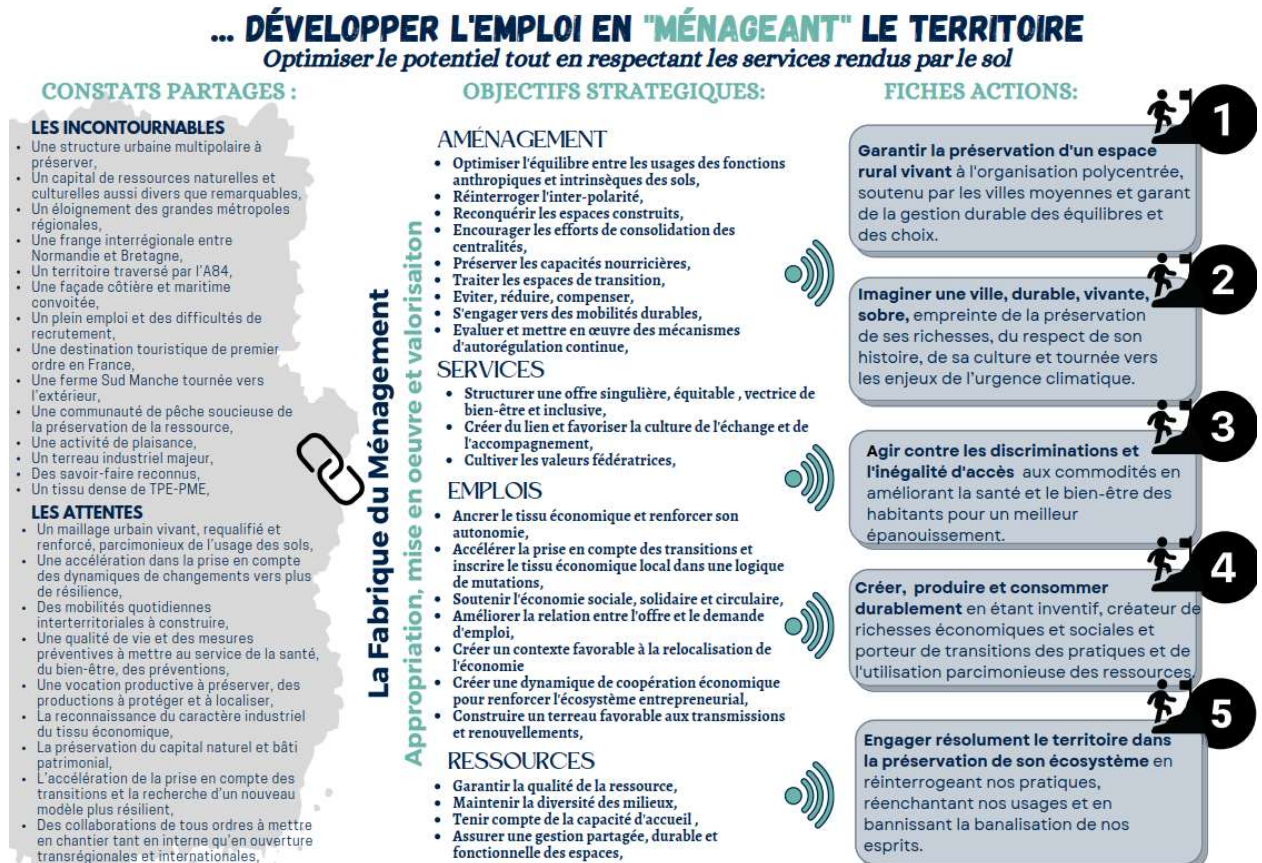 ... DÉVELOPPER L'EMPLOI EN "MÉNAGEANT" LE TERRITOIRE
Optimiser le potentiel tout en respectant les services rendus par le sol
CONSTATS PARTAGES :
LES INCONTOURNABLES
• Une structure urbaine multipolaire à
préserver,
• Un capital de ressources naturelles et
culturelles aussi divers que remarquables,
• Un éloignement des grandes métropoles
régionales,
• Une frange interrégionale entre
Normandie et Bretagne,
• Un territoire traversé par l'A84,
• Une façade côtière et maritime
convoitée,
• Un plein emploi et des difficultés de
recrutement,
• Une destination touristique de premier
ordre en France,
• Une ferme Sud Manche tournée vers
l'extérieur,
• Une communauté de pêche soucieuse de
la préservation de la ressource,
• Une activité de plaisance,
• Un terreau industriel majeur,
• Des savoir-faire reconnus,
• Un tissu dense de TPE-PME,
LES ATTENTES
• Un maillage urbain vivant, requalifié et
renforcé, parcimonieux de l'usage des sols,
• Une accélération dans la prise en compte
des dynamiques de changements vers plus
de résilience,
• Des mobilités quotidiennes
interterritoriales à construire,
• Une qualité de vie et des mesures
préventives à mettre au service de la santé,
du bien-être, des préventions,
• Une vocation productive à préserver, des
productions à protéger et à localiser,
• La reconnaissance du caractère industriel
du tissu économique,
• La préservation du capital naturel et bâti
patrimonial,
• L'accélération de la prise en compte des
transitions et la recherche d'un nouveau
modèle plus résilient,
• Des collaborations de tous ordres à mettre
en chantier tant en interne qu'en ouverture
transrégionales et internationales,
La Fabrique du Ménagement
Appropriation, mise en oeuvre et valorisaiton
OBJECTIFS STRATEGIQUES:
AMÉNAGEMENT
• Optimiser l'équilibre entre les usages des fonctions
anthropiques et intrinsèques des sols,
• Réinterroger l'inter-polarité,
• Reconquérir les espaces construits,
• Encourager les efforts de consolidation des
centralités,
• Préserver les capacités nourricières,
• Traiter les espaces de transition,
• Eviter, réduire, compenser,
• S'engager vers des mobilités durables,
• Evaluer et mettre en œuvre des mécanismes
d'autorégulation continue,
SERVICES
• Structurer une offre singulière, équitable , vectrice de
bien-être et inclusive,
• Créer du lien et favoriser la culture de l'échange et de
l'accompagnement,
• Cultiver les valeurs fédératrices,
EMPLOIS
• Ancrer le tissu économique et renforcer son
autonomie,
• Accélérer la prise en compte des transitions et
inscrire le tissu économique local dans une logique
de mutations,
• Soutenir l'économie sociale, solidaire et circulaire,
• Améliorer la relation entre l'offre et le demande
d'emploi,
• Créer un contexte favorable à la relocalisation de
l'économie
• Créer une dynamique de coopération économique
pour renforcer l'écosystème entrepreneurial,
• Construire un terreau favorable aux transmissions
et renouvellements,
RESSOURCES
• Garantir la qualité de la ressource,
• Maintenir la diversité des milieux,
• Tenir compte de la capacité d'accueil ,
• Assurer une gestion partagée, durable et
fonctionnelle des espaces,
FICHES ACTIONS:
1
Garantir la préservation d'un espace
rural vivant à l'organisation polycentrée,
soutenu par les villes moyennes et garant
de la gestion durable des équilibres et
des choix.
2
Imaginer une ville, durable, vivante,
sobre, empreinte de la préservation
de ses richesses, du respect de son
histoire, de sa culture et tournée vers
les enjeux de l'urgence climatique.
3
Agir contre les discriminations et
l'inégalité d'accès aux commodités en
améliorant la santé et le bien-être des
habitants pour un meilleur
épanouissement.
4
Créer, produire et consommer
durablement en étant inventif, créateur de
richesses économiques et sociales et
porteur de transitions des pratiques et de
l'utilisation parcimonieuse des ressources.
5
Engager résolument le territoire dans
la préservation de son écosystème en
réinterrogeant nos pratiques,
réenchantant nos usages et en
bannissant la banalisation de nos
esprits.